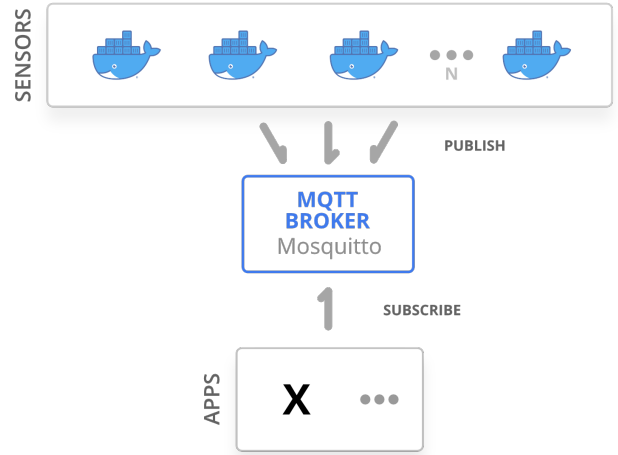 SENSORS
N
PUBLISH
MQTT
BROKER
Mosquitto
SUBSCRIBE
APPS
X